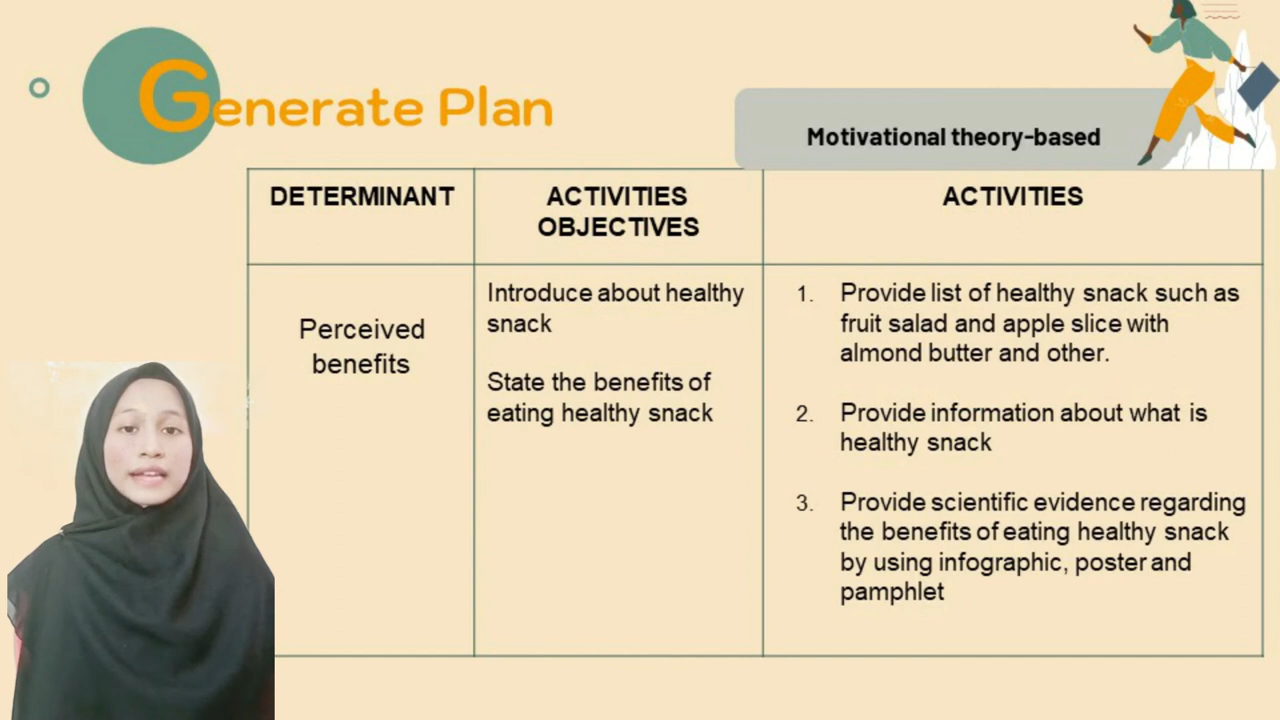 Generate Plan
Motivational theory-based
DETERMINANT
ACTIVITIES
OBJECTIVES
ACTIVITIES
Perceived
benefits
Introduce about healthy
snack
State the benefits of
eating healthy snack
1. Provide list of healthy snack such as
fruit salad and apple slice with
almond butter and other.
2. Provide information about what is
healthy snack
3. Provide scientific evidence regarding
the benefits of eating healthy snack
by using infographic, poster and
pamphlet